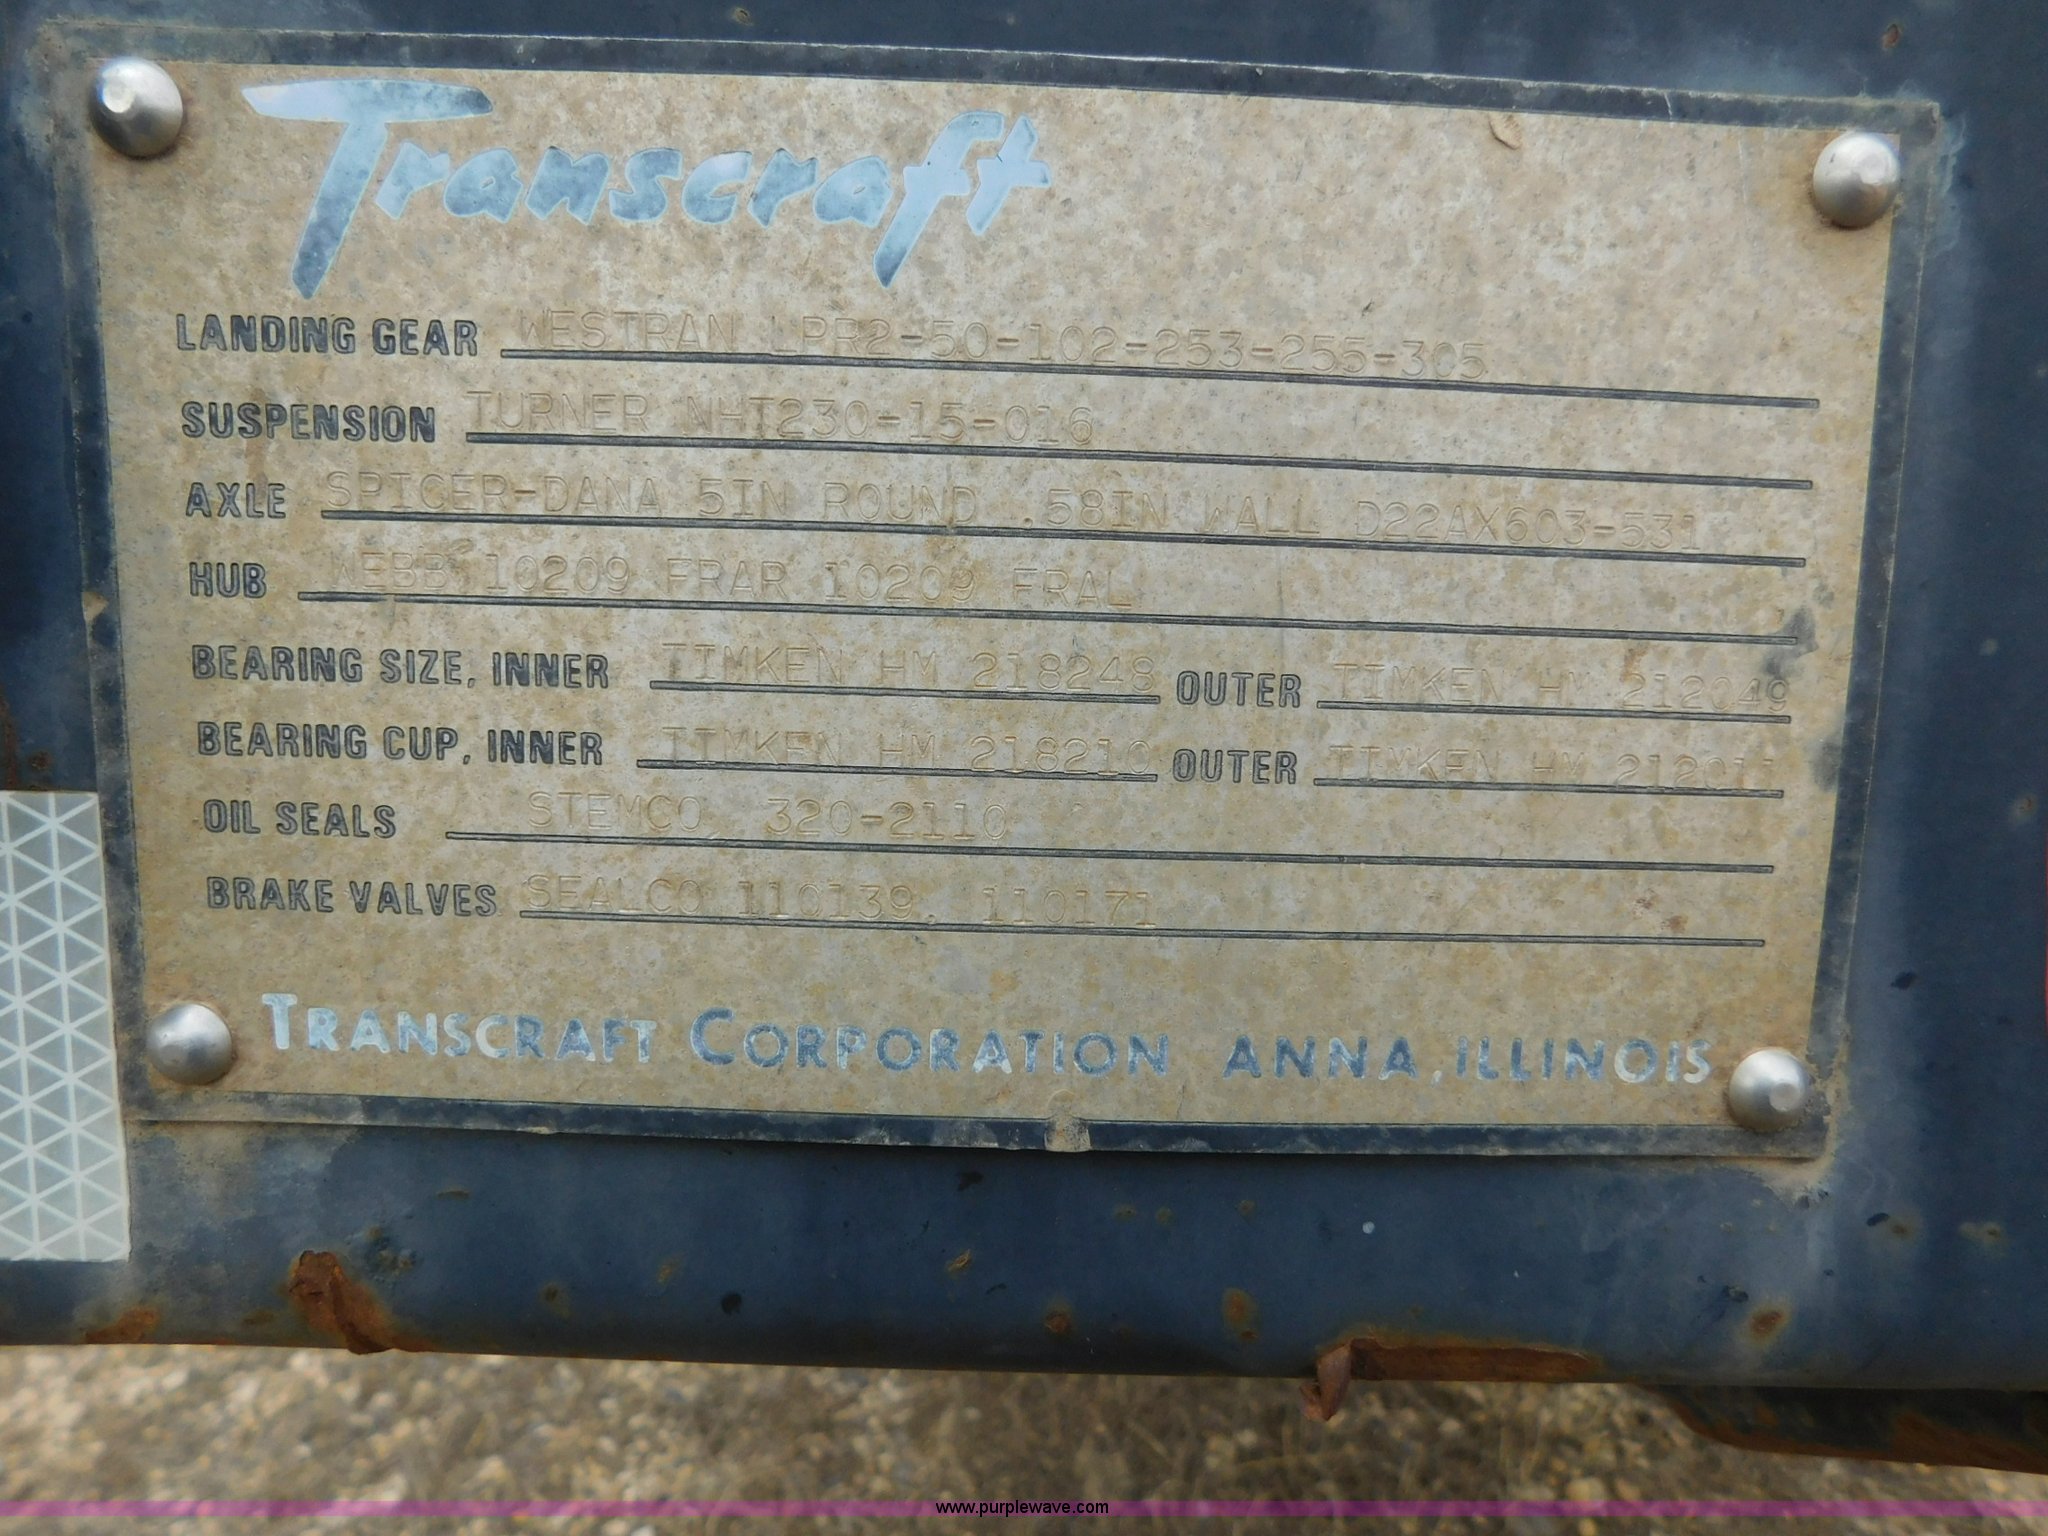 Transcraft
LANDING GEAR WESTRAN LPR2-50-102-253-255-305
SUSPENSION TURNER NHT230-15-016
AXLE SPICER-DANA 5IN ROUND .58IN WALL D22AX603-531
HUB WEBB 10209 FRAR 10209 FRAL
BEARING SIZE, INNER TIMKEN HM 218248 OUTER TIMKEN HM 212049
BEARING CUP, INNER TIMKEN HM 218210 OUTER TIMKEN HM 212011
OIL SEALS STEMCO 320-2110
BRAKE VALVES SEALCO 110139, 110171
TRANSCRAFT CORPORATION ANNA, ILLINOIS
www.purplewave.com